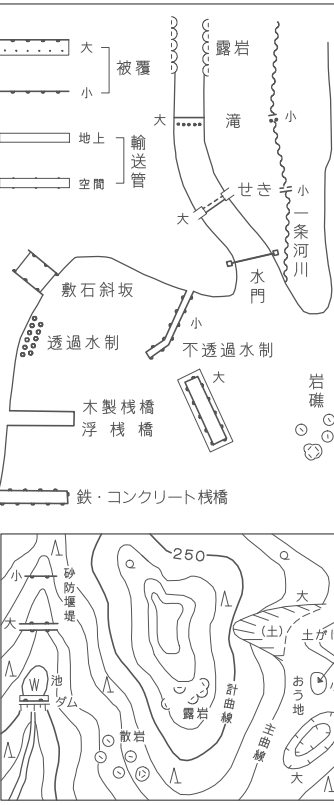 大
被覆
小
地上
輸送管
空間
露岩
大
滝
小
せき
小
大
一条河川
水門
敷石斜坂
小
透過水制
不透過水制
大
木製桟橋
浮桟橋
岩礁
鉄・コンクリート桟橋
250
小
砂防堰堤
大
大
(土)
土がけ
おう地
池
W
ダム
計曲線
露岩
主曲線
散岩
大